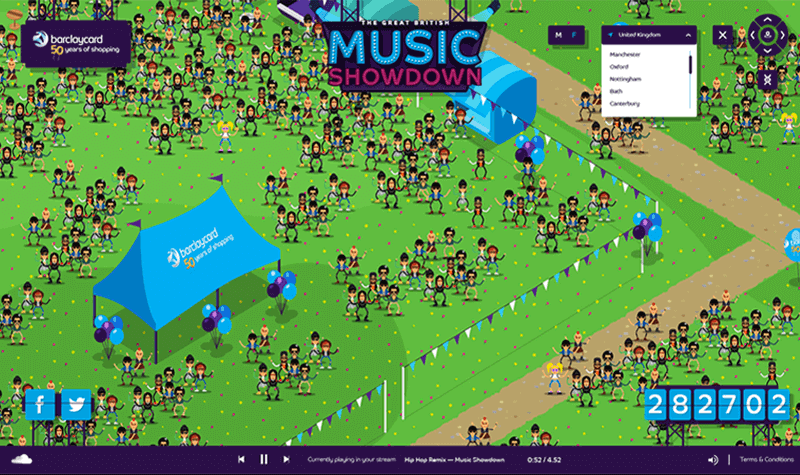 THE GREAT BRITISH
MUSIC
SHOWDOWN
barclaycard
50 years of shopping
M F
United Kingdom
Manchester
Oxford
Nottingham
Bath
Canterbury
barclaycard
50 years of shopping
f
282702
Currently playing in your stream Hip Hop Remix — Music Showdown 0:52 / 4.52
Terms & Conditions